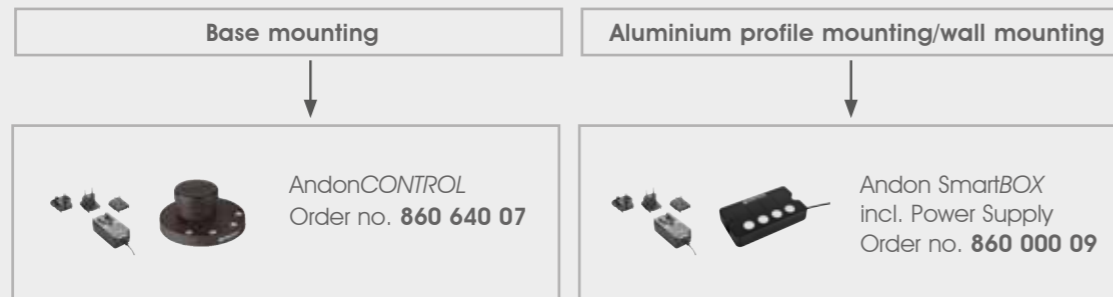 Base mounting
Aluminium profile mounting/wall mounting
AndonCONTROL
Order no. 860 640 07
Andon SmartBOX
incl. Power Supply
Order no. 860 000 09